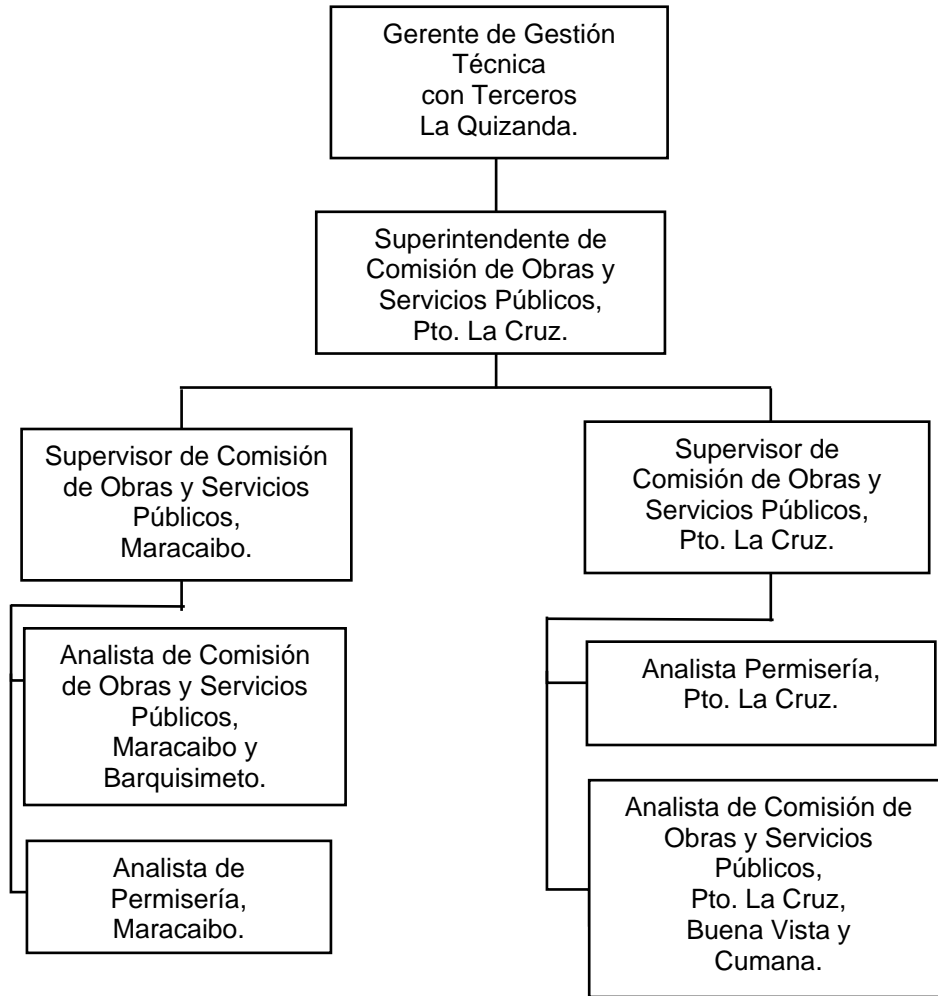 Gerente de Gestión
Técnica
con Terceros
La Quizanda.
Superintendente de
Comisión de Obras y
Servicios Públicos,
Pto. La Cruz.
Supervisor de Comisión
de Obras y Servicios
Públicos,
Maracaibo.
Supervisor de
Comisión de Obras y
Servicios Públicos,
Pto. La Cruz.
Analista de Comisión
de Obras y Servicios
Públicos,
Maracaibo y
Barquisimeto.
Analista de
Permisería,
Maracaibo.
Analista Permisería,
Pto. La Cruz.
Analista de Comisión de
Obras y Servicios
Públicos,
Pto. La Cruz,
Buena Vista y
Cumana.